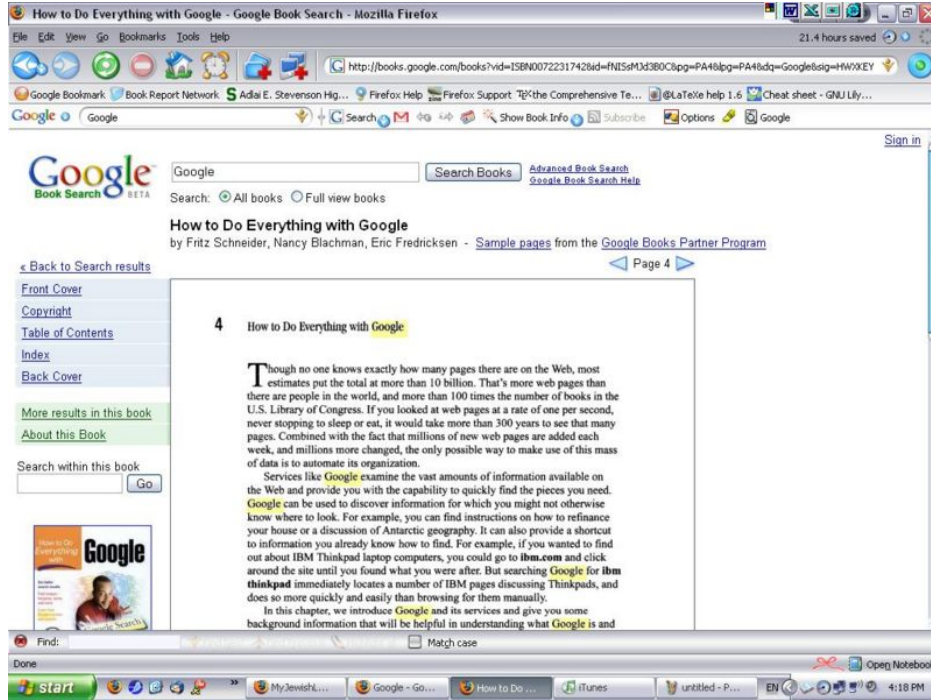 How to Do Everything with Google - Google Book Search - Mozilla Firefox
File Edit View Go Bookmarks Tools Help
21.4 hours saved
http://books.google.com/books?vid=ISBN0072231742&id=fNISsMJd3B0C&pg=PA4&lpg=PA4&dq=Google&sig=HWXKEY
Google Bookmark Book Report Network Adlai E. Stevenson Hig... Firefox Help Firefox Support the Comprehensive Te... @LaTeXe help 1.6 Cheat sheet - GNU Lily...
Google Google Search Show Book Info Subscribe Options Google
Sign in
Google
Book Search BETA
Google Search Books Advanced Book Search
Google Book Search Help
Search: All books Full view books
How to Do Everything with Google
by Fritz Schneider, Nancy Blachman, Eric Fredricksen - Sample pages from the Google Books Partner Program
Page 4
« Back to Search results
Front Cover
Copyright
Table of Contents
Index
Back Cover
More results in this book
About this Book
Search within this book
Go
How to Do
Everything
with
Google
4 How to Do Everything with Google
Though no one knows exactly how many pages there are on the Web, most
estimates put the total at more than 10 billion. That's more web pages than
there are people in the world, and more than 100 times the number of books in the
U.S. Library of Congress. If you looked at web pages at a rate of one per second,
never stopping to sleep or eat, it would take more than 300 years to see that many
pages. Combined with the fact that millions of new web pages are added each
week, and millions more changed, the only possible way to make use of this mass
of data is to automate its organization.
Services like Google examine the vast amounts of information available on
the Web and provide you with the capability to quickly find the pieces you need.
Google can be used to discover information for which you might not otherwise
know where to look. For example, you can find instructions on how to refinance
your house or a discussion of Antarctic geography. It can also provide a shortcut
to information you already know how to find. For example, if you wanted to find
out about IBM Thinkpad laptop computers, you could go to ibm.com and click
around the site until you found what you were after. But searching Google for ibm
thinkpad immediately locates a number of IBM pages discussing Thinkpads, and
does so more quickly and easily than browsing for them manually.
In this chapter, we introduce Google and its services and give you some
background information that will be helpful in understanding what Google is and
Find: Match case
Done
Open Notebook
start MyJewishL... Google - Go... How to Do ... iTunes untitled - P... EN 4:18 PM